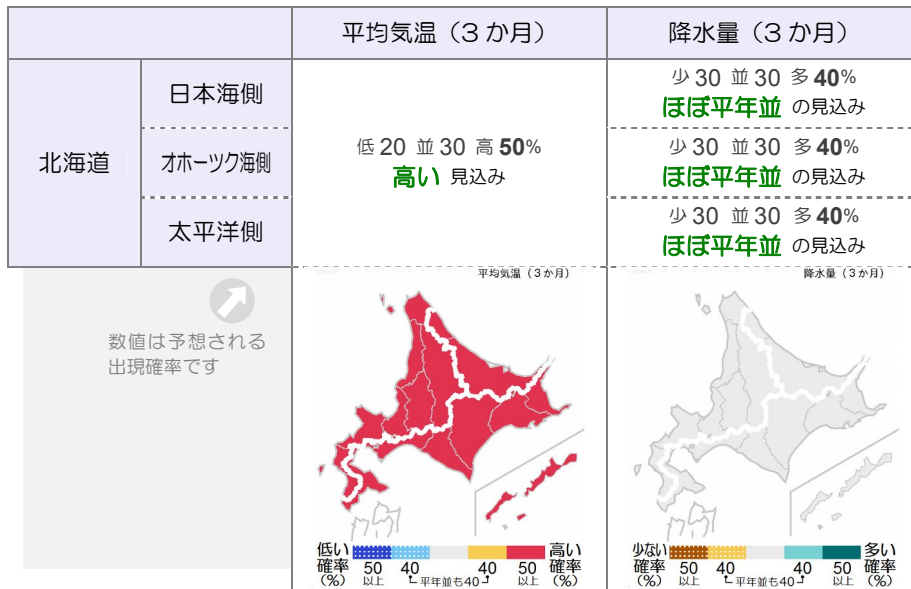 平均気温（3か月）
降水量（3か月）
北海道
日本海側
オホーツク海側
太平洋側
低 20 並 30 高 50%
高い 見込み
少 30 並 30 多 40%
ほぼ平年並 の見込み
少 30 並 30 多 40%
ほぼ平年並 の見込み
少 30 並 30 多 40%
ほぼ平年並 の見込み
数値は予想される
出現確率です
平均気温（3か月）
低い
確率
(%)
50
以上
40
平年並も40
40
50
以上
高い
確率
(%)
降水量（3か月）
少ない
確率
(%)
50
以上
40
平年並も40
40
50
以上
多い
確率
(%)